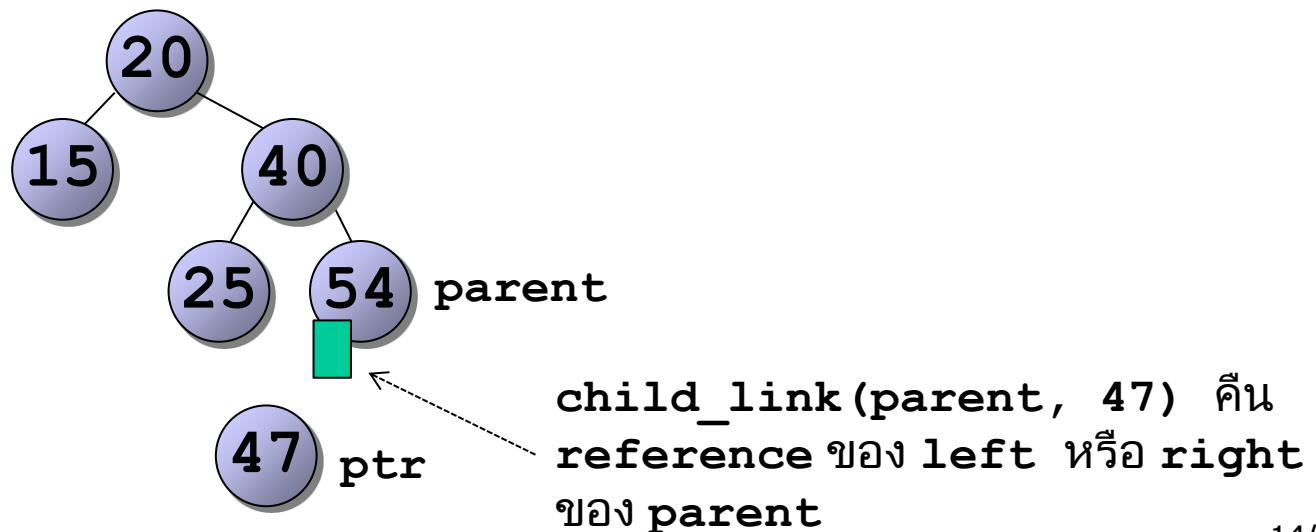 20
15
40
25
54
parent
47
ptr
child_link(parent, 47) คืน
reference ของ left หรือ right
ของ parent